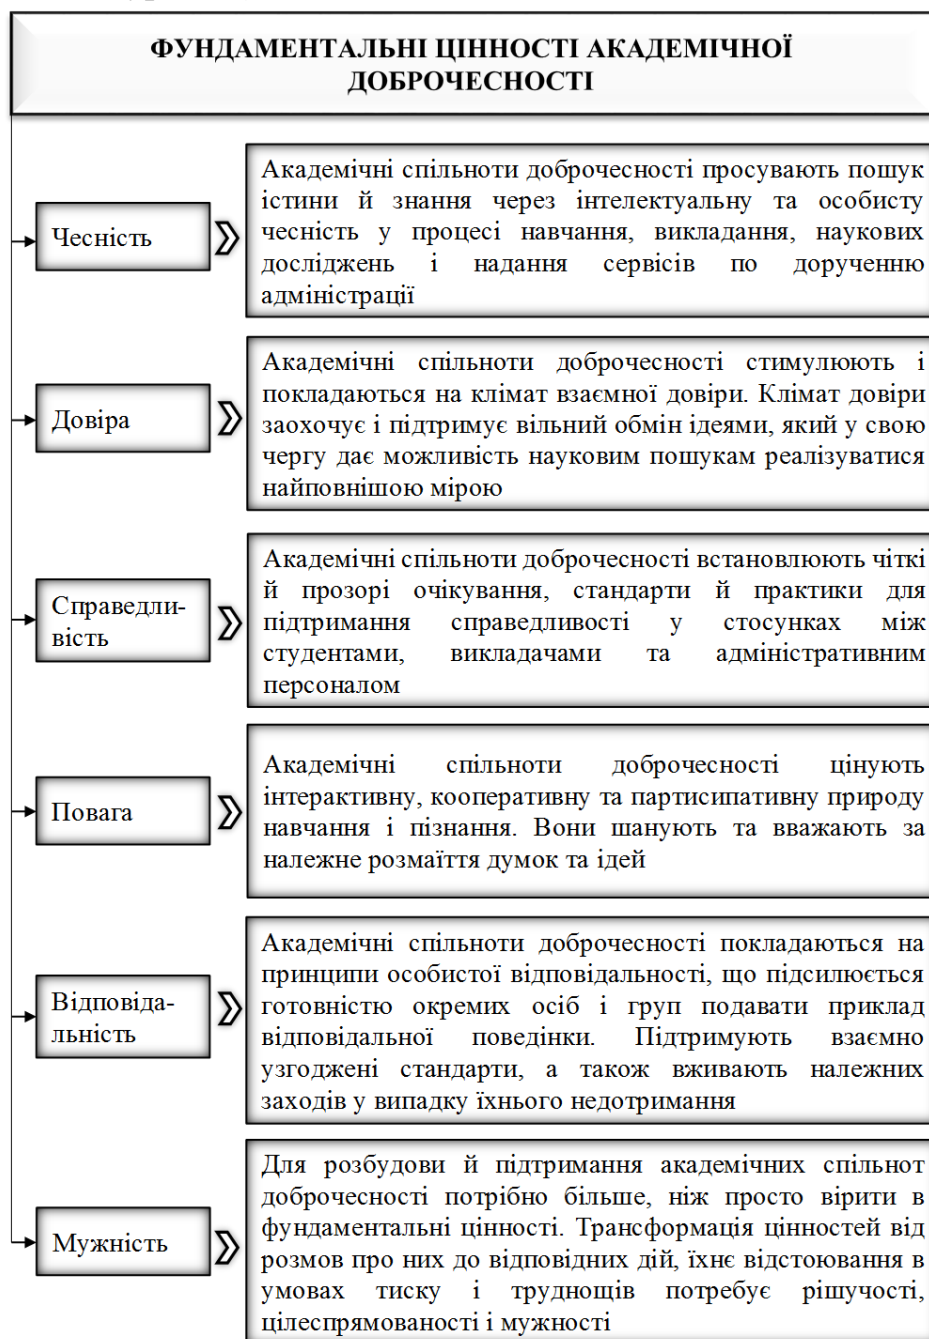 ФУНДАМЕНТАЛЬНІ ЦІННОСТІ АКАДЕМІЧНОЇ
ДОБРОЧЕСНОСТІ
Чесність
Академічні спільноти доброчесності просувають пошук
істини й знання через інтелектуальну та особисту
чесність у процесі навчання, викладання, наукових
досліджень і надання сервісів по дорученню
адміністрації
Довіра
Академічні спільноти доброчесності стимулюють і
покладаються на клімат взаємної довіри. Клімат довіри
заохочує і підтримує вільний обмін ідеями, який у свою
чергу дає можливість науковим пошукам реалізуватися
найповнішою мірою
Справедли-
вість
Академічні спільноти доброчесності встановлюють чіткі
й прозорі очікування, стандарти й практики для
підтримання справедливості у стосунках між
студентами, викладачами та адміністративним
персоналом
Повага
Академічні спільноти доброчесності цінують
інтерактивну, кооперативну та партисипативну природу
навчання і пізнання. Вони шанують та вважають за
належне розмаїття думок та ідей
Відповіда-
льність
Академічні спільноти доброчесності покладаються на
принципи особистої відповідальності, що підсилюється
готовністю окремих осіб і груп подавати приклад
відповідальної поведінки. Підтримують взаємно
узгоджені стандарти, а також вживають належних
заходів у випадку їхнього недотримання
Мужність
Для розбудови й підтримання академічних спільнот
доброчесності потрібно більше, ніж просто вірити в
фундаментальні цінності. Трансформація цінностей від
розмов про них до відповідних дій, їхнє відстоювання в
умовах тиску і труднощів потребує рішучості,
цілеспрямованості і мужності